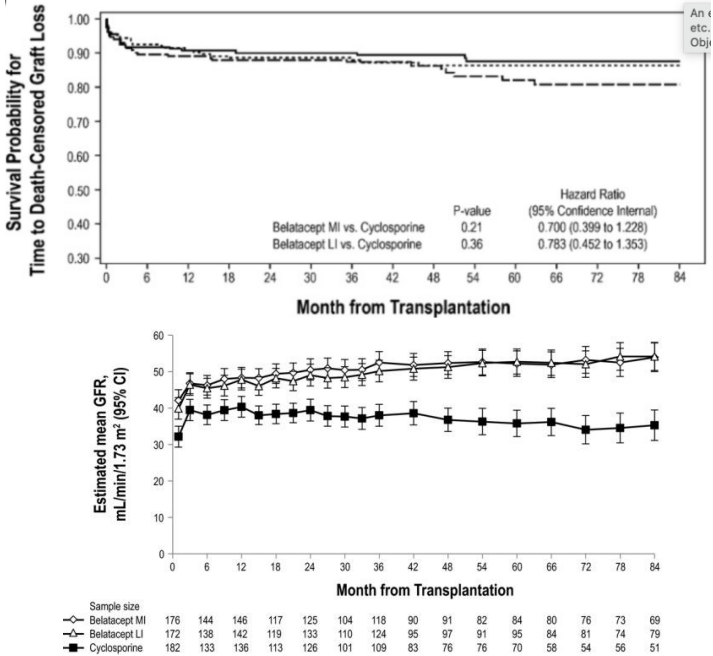 An e
etc.
Obje
Survival Probability for
Time to Death-Censored Graft Loss
1.00
0.90
0.80
0.70
0.60
0.50
0.40
0.30
P-value
Hazard Ratio
(95% Confidence Internal)
Belatacept MI vs. Cyclosporine 0.21 0.700 (0.399 to 1.228)
Belatacept LI vs. Cyclosporine 0.36 0.783 (0.452 to 1.353)
0 6 12 18 24 30 36 42 48 54 60 66 72 78 84
Month from Transplantation
Estimated mean GFR,
mL/min/1.73 m² (95% CI)
60
50
40
30
20
10
0
0 6 12 18 24 30 36 42 48 54 60 66 72 78 84
Month from Transplantation
Sample size
Belatacept MI 176 144 146 117 125 104 118 90 91 82 84 80 76 73 69
Belatacept LI 172 138 142 119 133 110 124 95 97 91 95 84 81 74 79
Cyclosporine 182 133 136 113 126 101 109 83 76 76 70 58 54 56 51